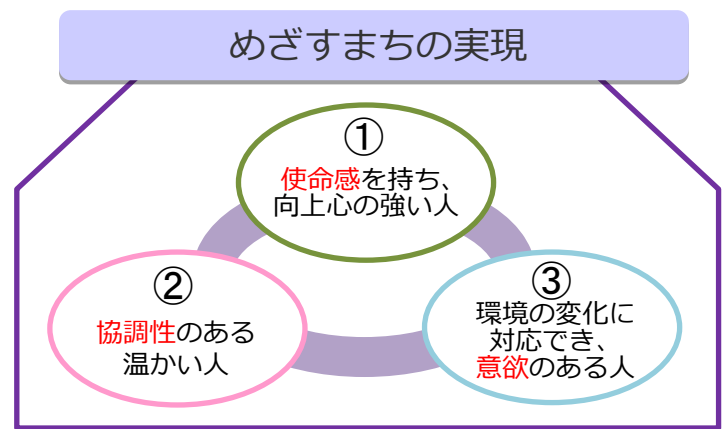 めざすまちの実現
①
使命感を持ち、
向上心の強い人
②
協調性のある
温かい人
③
環境の変化に
対応でき、
意欲のある人